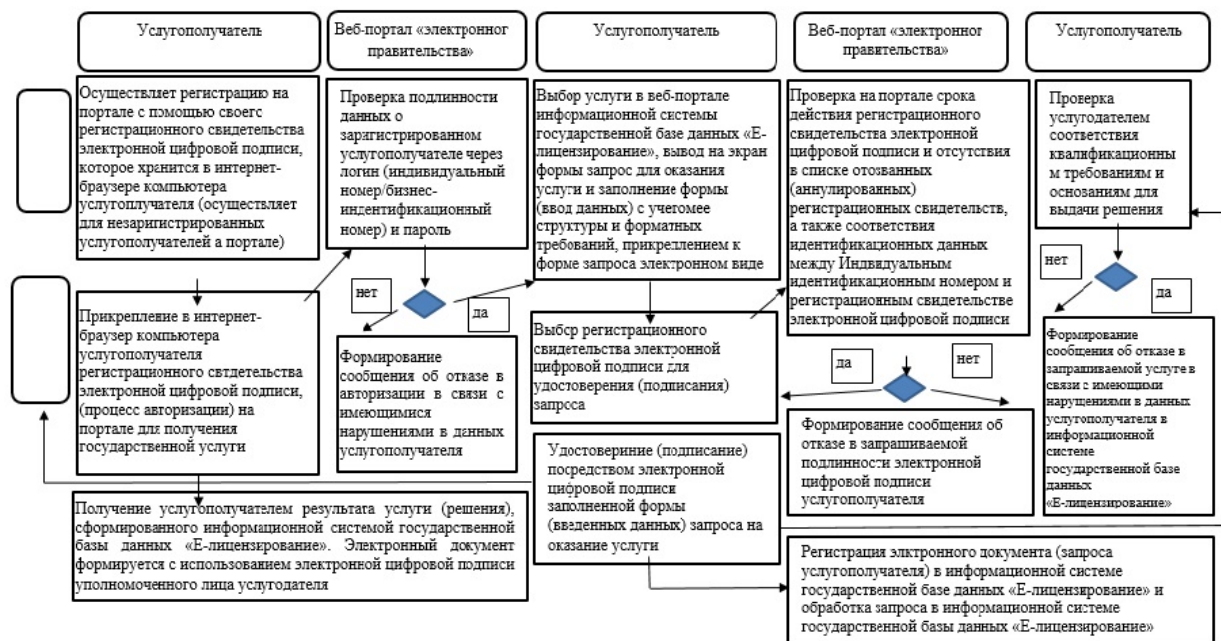 Услугополучатель
Веб-портал «электронног
правительства»
Услугополучатель
Веб-портал «электронного
правительства»
Услугополучатель
Осуществляет регистрацию на
портале с помощью своего
регистрационного свидетельства
электронной цифровой подписи,
которое хранится в интернет-
браузере компьютера
услугоплучателя (осуществляет
для незаригистрированных
услугополучателей а портале)
Проверка подлинности
данных о
заригистрированном
услугополучателе через
логин (индивидуальный
номер/бизнес-
индентификационный
номер) и пароль
Выбор услуги в веб-портале
информационной системы
государственной базе данных «Е-
лицензирование», вывод на экран
формы запрос для оказания
услуги и заполнение формы
(ввод данных) с учетомее
структуры и форматных
требований, прикреплением к
форме запроса электронном виде
Проверка на портале срока
действия регистрационного
свидетельства электронной
цифровой подписи и отсутствия
в списке отозванных
(аннулированных)
регистрационных свидетельств,
а также соответствия
идентификационных данных
между Индвидуальным
идентификационным номером и
регистрационным свидетельстве
электронной цифровой подписи
Проверка
услугодателем
соответствия
квалификационны
м требованиям и
основаниям для
выдачи решения
нет
да
нет
да
Прикрепление в интернет-
браузер компьютера
услугополучателя
регистрационного свтдетельства
электронной цифровой подписи,
(процесс авторизации) на
портале для получения
государственной услуги
Формирование
сообщения об отказе в
авторизации в связи с
имеющимися
нарушениями в данных
услугополучателя
Выбор регистрационного
свидетельства электронной
цифровой подписи для
удостоверения (подписания)
запроса
да
нет
Формирование сообщения об
отказе в запрашиваемой
подлинности электронной
цифровой подписи
услугополучателя
Формирование
сообщения об отказе в
запрашиваемой услуге в
связи с имеющими
нарушениями в данных
услугополучателя в
информационной
системе
государственной базе
данных
«Е-лицензирование»
Удостовериние (подписание)
посредством электронной
цифровой подписи
заполненной формы
(введенных данных) запроса на
оказание услуги
Получение услугополучателем результата услуги (решения),
сформированного информационной системой государственной
базы данных «Е-лицензирование». Электронный документ
формируется с использованием электронной цифровой подписи
уполномоченого лица услугодателя
Регистрация элктронного документа (запроса
услугополучателя) в информационной системе
государственной базе данных «Е-лицензирование» и
обработка запроса в информационной системе
государственной базы данных «Е-лицензирование»